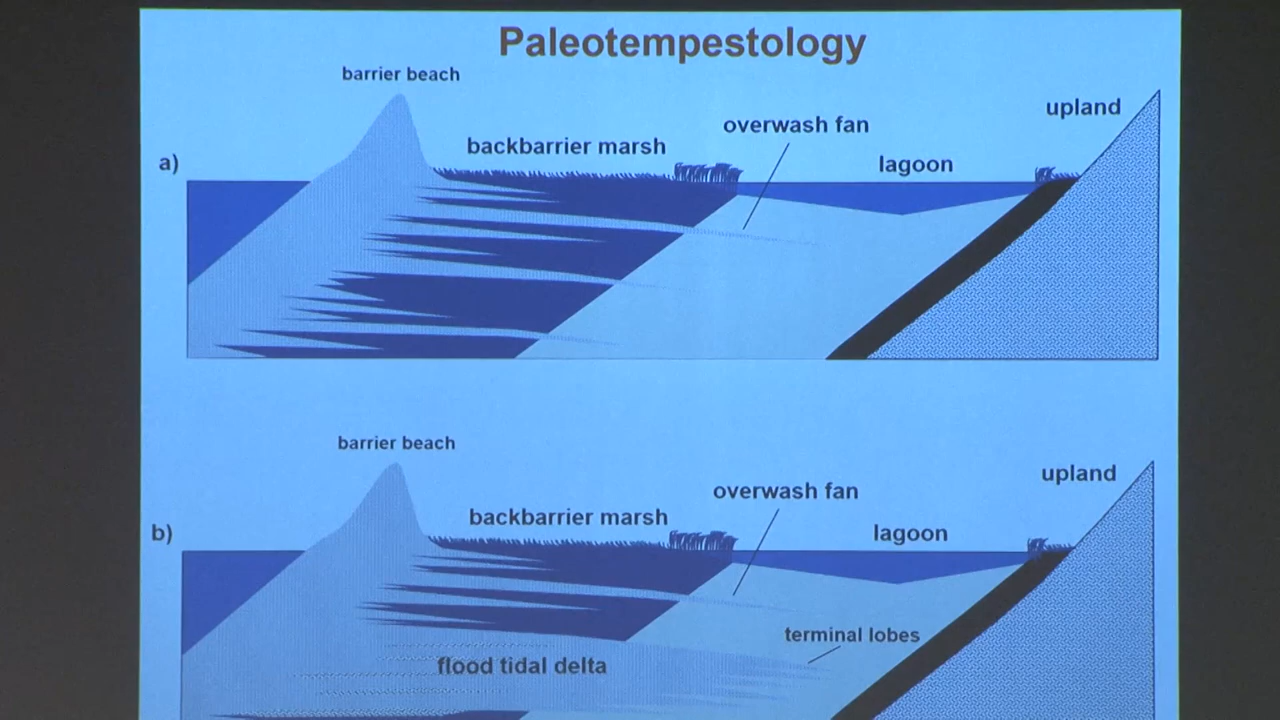 Paleotempestology
barrier beach
upland
overwash fan
backbarrier marsh
lagoon
a)
barrier beach
upland
overwash fan
backbarrier marsh
lagoon
b)
terminal lobes
flood tidal delta